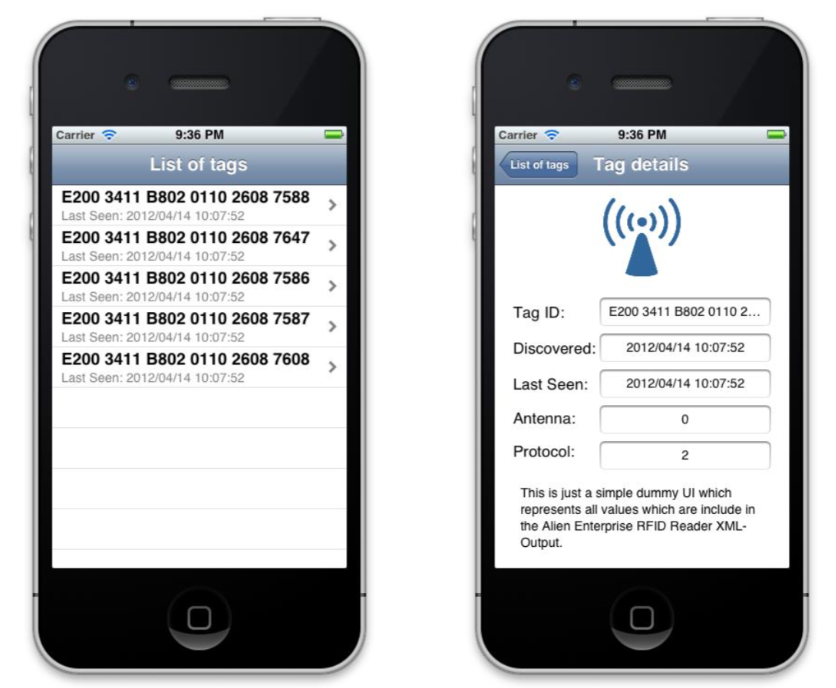 Carrier 9:36 PM
List of tags
E200 3411 B802 0110 2608 7588
Last Seen: 2012/04/14 10:07:52
E200 3411 B802 0110 2608 7647
Last Seen: 2012/04/14 10:07:52
E200 3411 B802 0110 2608 7586
Last Seen: 2012/04/14 10:07:52
E200 3411 B802 0110 2608 7587
Last Seen: 2012/04/14 10:07:52
E200 3411 B802 0110 2608 7608
Last Seen: 2012/04/14 10:07:52
Carrier 9:36 PM
List of tags Tag details
Tag ID: E200 3411 B802 0110 2...
Discovered: 2012/04/14 10:07:52
Last Seen: 2012/04/14 10:07:52
Antenna: 0
Protocol: 2
This is just a simple dummy UI which
represents all values which are include in
the Alien Enterprise RFID Reader XML-
Output.